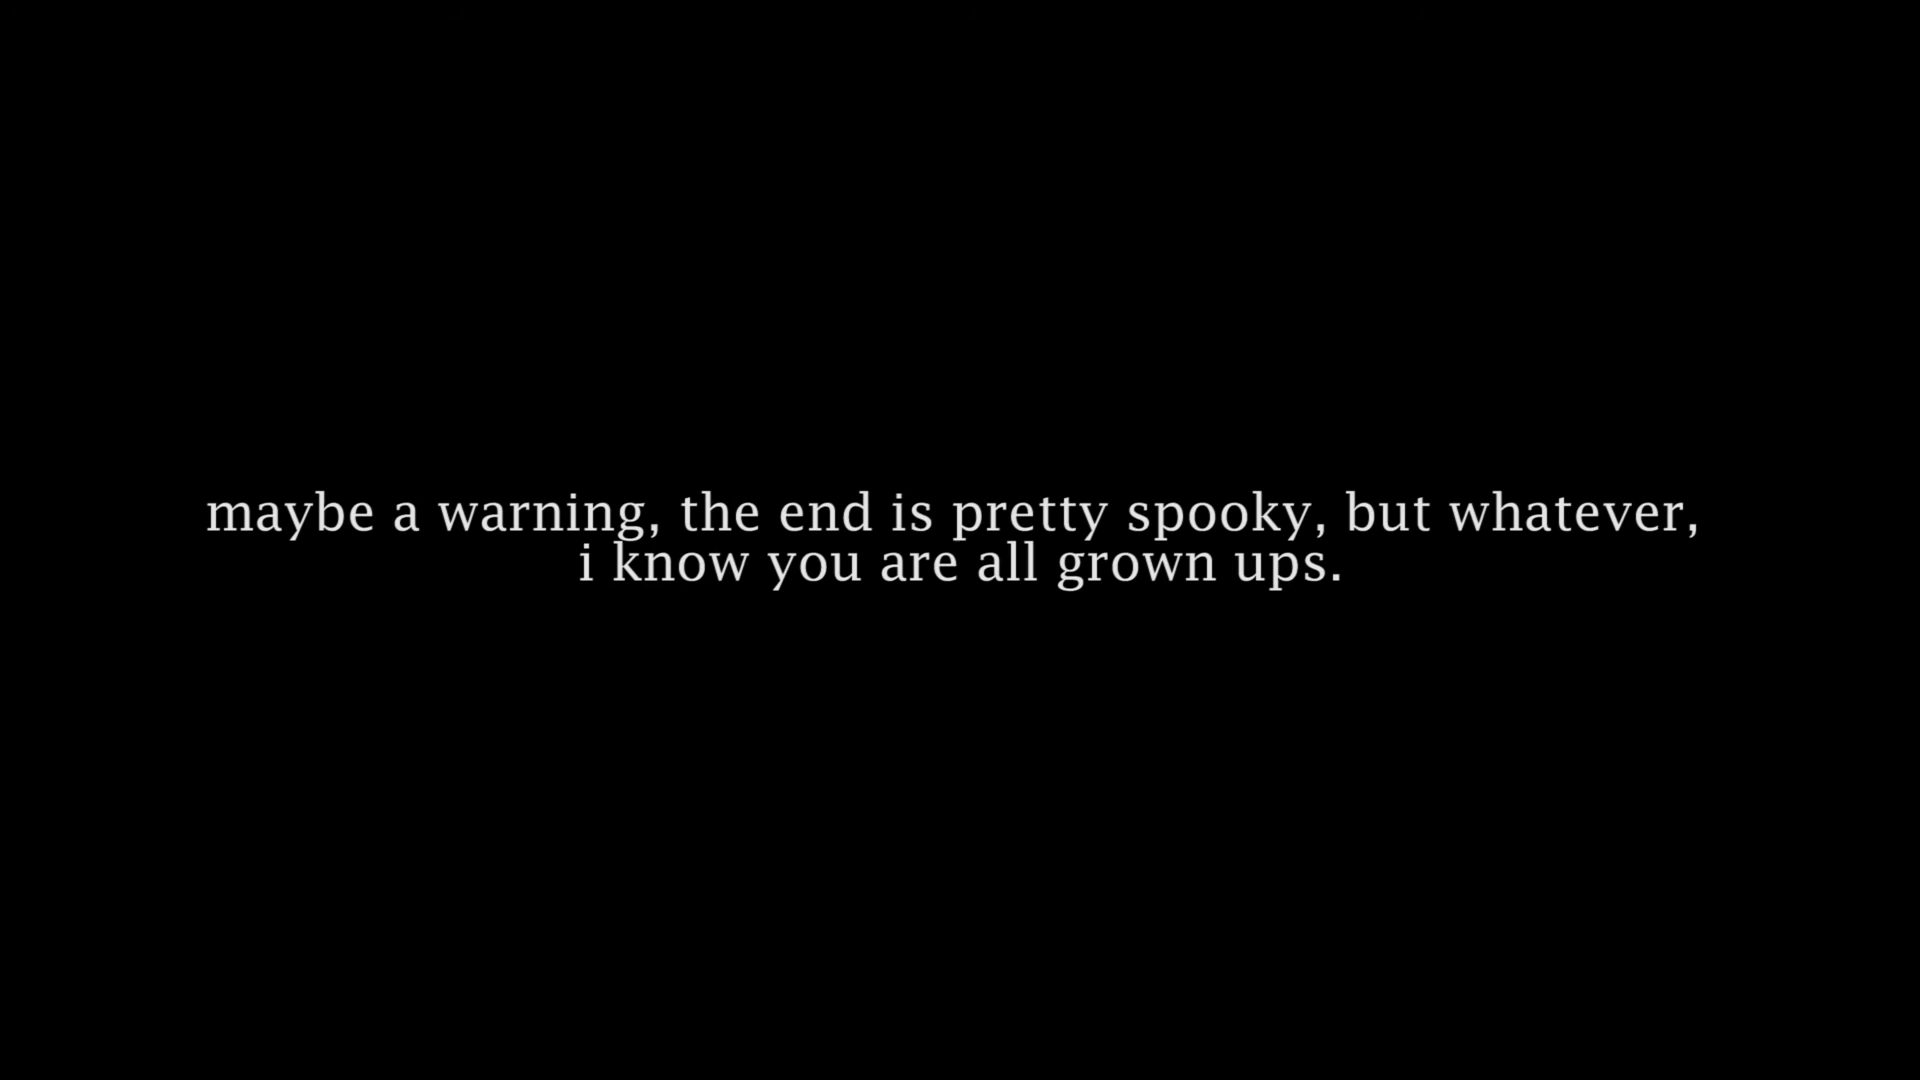 maybe a warning, the end is pretty spooky, but whatever,
i know you are all grown ups.